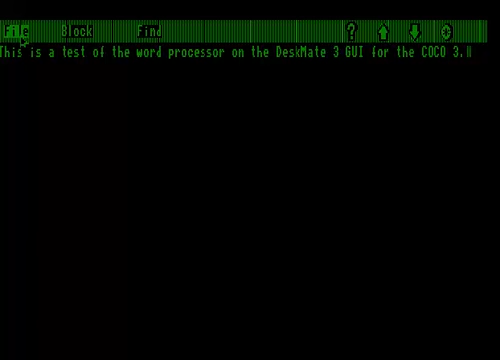 File Block Find ?
This is a test of the word processor on the DeskMate 3 GUI for the COCO 3.